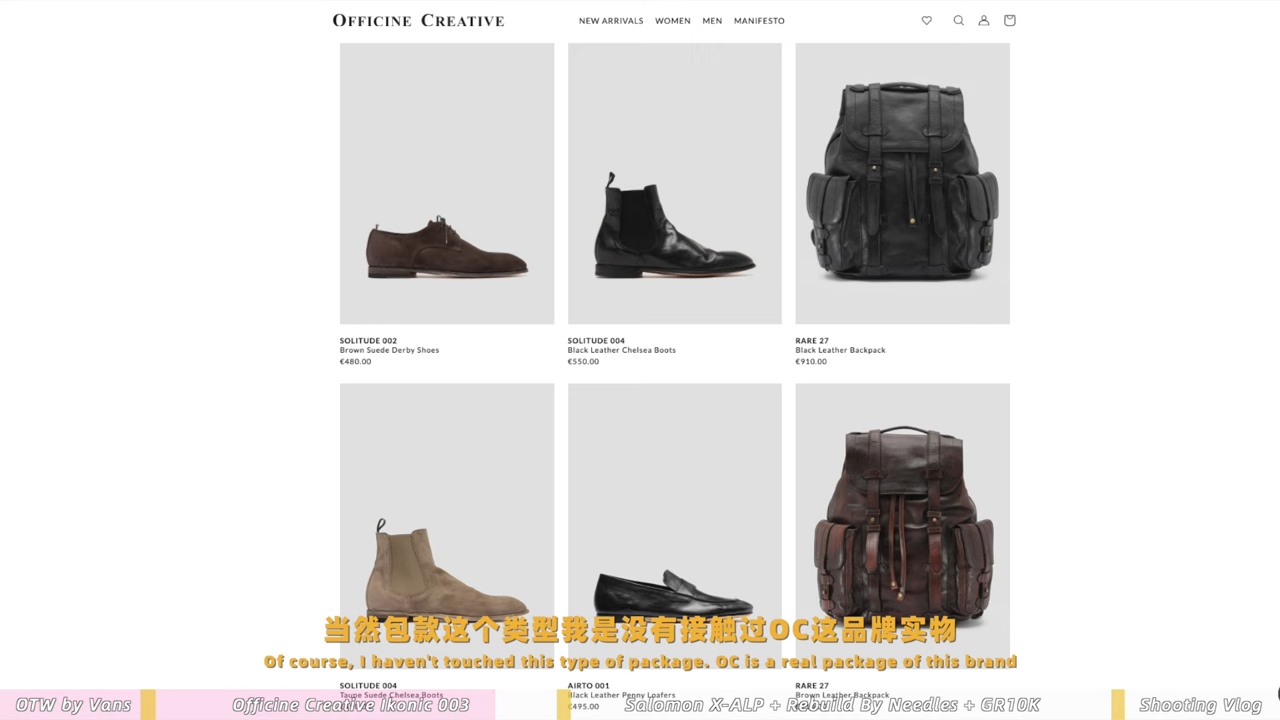 OFFICINE CREATIVE
NEW ARRIVALS WOMEN MEN MANIFESTO
SOLITUDE 002
Brown Suede Derby Shoes
€480.00
SOLITUDE 004
Black Leather Chelsea Boots
€550.00
RARE 27
Black Leather Backpack
€910.00
当然包款这个类型我是没有接触过OC这品牌实物
Of course, I haven't touched this type of package. OC is a real package of this brand
SOLITUDE 004
Taupe Suede Chelsea Boots
AIRTO 001
Black Leather Penny Loafers
€495.00
RARE 27
Brown Leather Backpack
OTW by Vans
Officine Creative Ikonic 003
Salomon X-ALP + Rebuild By Needles + GR10K
Shooting Vlog